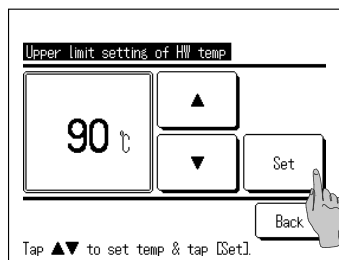 Upper limit setting of HW temp
90 ℃
▲
▼
Set
Back
Tap ▲▼ to set temp & tap [Set].